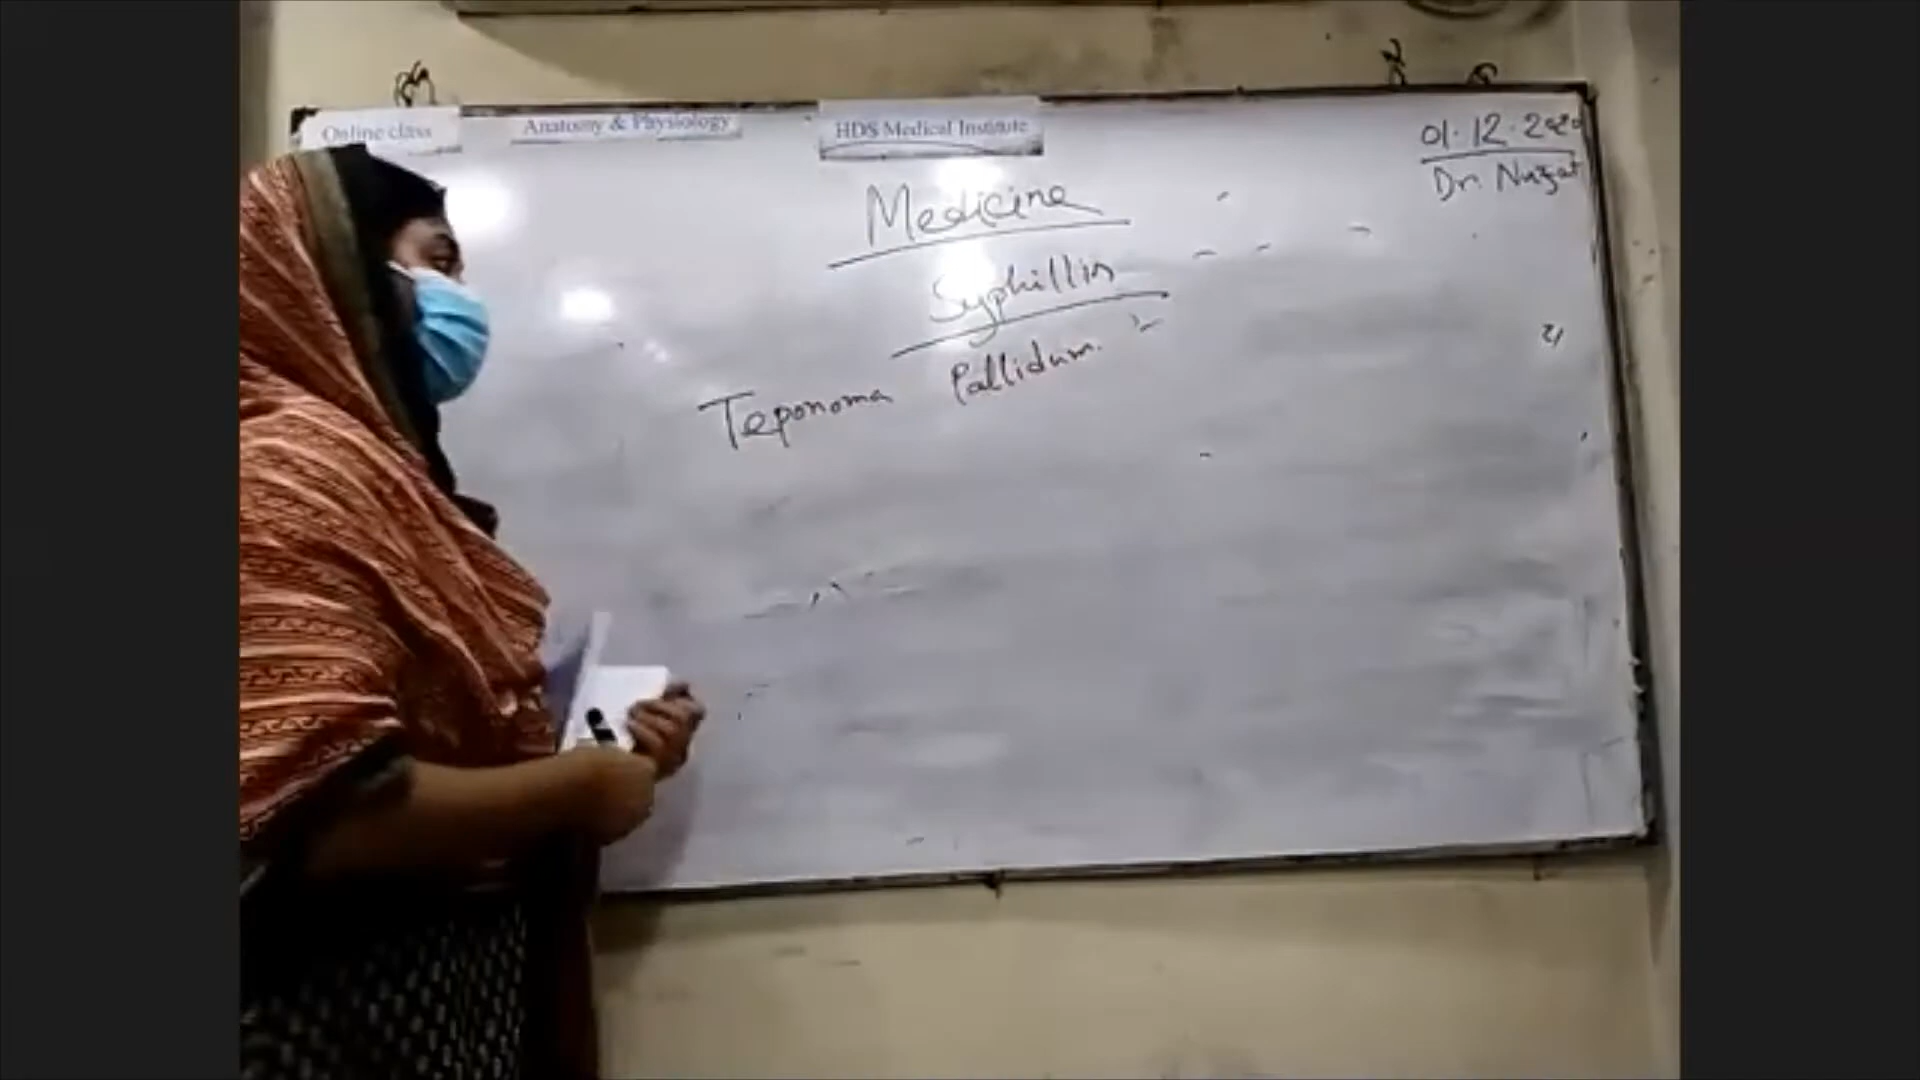 Online class
Anatomy & Physiology
HDS Medical Institute
01.12.2020
Dr. Nuzat
Medicine
Syphillis
Teponoma Pallidum.